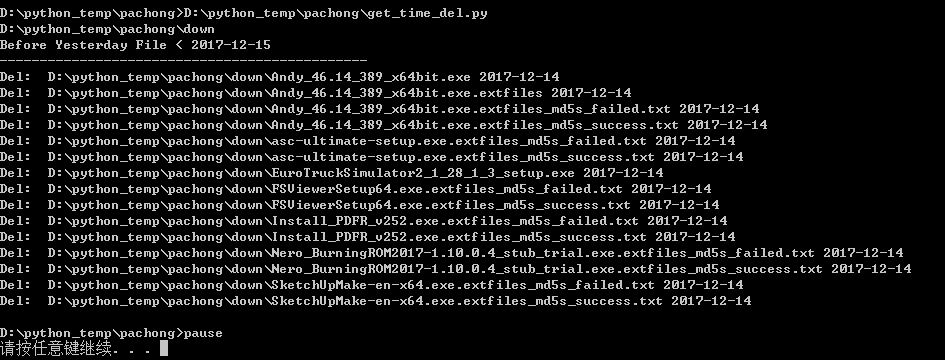 D:\python_temp\pachong>D:\python_temp\pachong\get_time_del.py
D:\python_temp\pachong\down
Before Yesterday File < 2017-12-15
----------------------------------------------
Del:  D:\python_temp\pachong\down\Andy_46.14_389_x64bit.exe 2017-12-14
Del:  D:\python_temp\pachong\down\Andy_46.14_389_x64bit.exe.extfiles 2017-12-14
Del:  D:\python_temp\pachong\down\Andy_46.14_389_x64bit.exe.extfiles_md5s_failed.txt 2017-12-14
Del:  D:\python_temp\pachong\down\Andy_46.14_389_x64bit.exe.extfiles_md5s_success.txt 2017-12-14
Del:  D:\python_temp\pachong\down\asc-ultimate-setup.exe.extfiles_md5s_failed.txt 2017-12-14
Del:  D:\python_temp\pachong\down\asc-ultimate-setup.exe.extfiles_md5s_success.txt 2017-12-14
Del:  D:\python_temp\pachong\down\EuroTruckSimulator2_1_28_1_3_setup.exe 2017-12-14
Del:  D:\python_temp\pachong\down\FSViewerSetup64.exe.extfiles_md5s_failed.txt 2017-12-14
Del:  D:\python_temp\pachong\down\FSViewerSetup64.exe.extfiles_md5s_success.txt 2017-12-14
Del:  D:\python_temp\pachong\down\Install_PDFR_v252.exe.extfiles_md5s_failed.txt 2017-12-14
Del:  D:\python_temp\pachong\down\Install_PDFR_v252.exe.extfiles_md5s_success.txt 2017-12-14
Del:  D:\python_temp\pachong\down\Nero_BurningROM2017-1.10.0.4_stub_trial.exe.extfiles_md5s_failed.txt 2017-12-14
Del:  D:\python_temp\pachong\down\Nero_BurningROM2017-1.10.0.4_stub_trial.exe.extfiles_md5s_success.txt 2017-12-14
Del:  D:\python_temp\pachong\down\SketchUpMake-en-x64.exe.extfiles_md5s_failed.txt 2017-12-14
Del:  D:\python_temp\pachong\down\SketchUpMake-en-x64.exe.extfiles_md5s_success.txt 2017-12-14
D:\python_temp\pachong>pause
请按任意键继续. . .